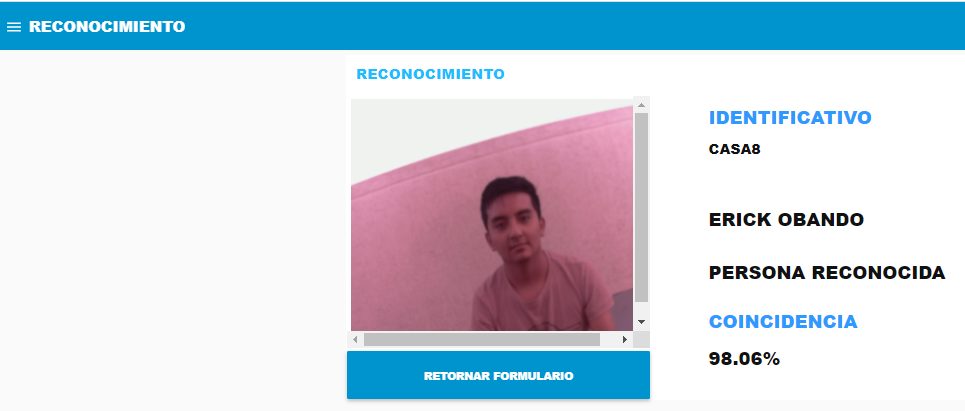 RECONOCIMIENTO
RECONOCIMIENTO
IDENTIFICATIVO
CASA8
ERICK OBANDO
PERSONA RECONOCIDA
COINCIDENCIA
98.06%
RETORNAR FORMULARIO